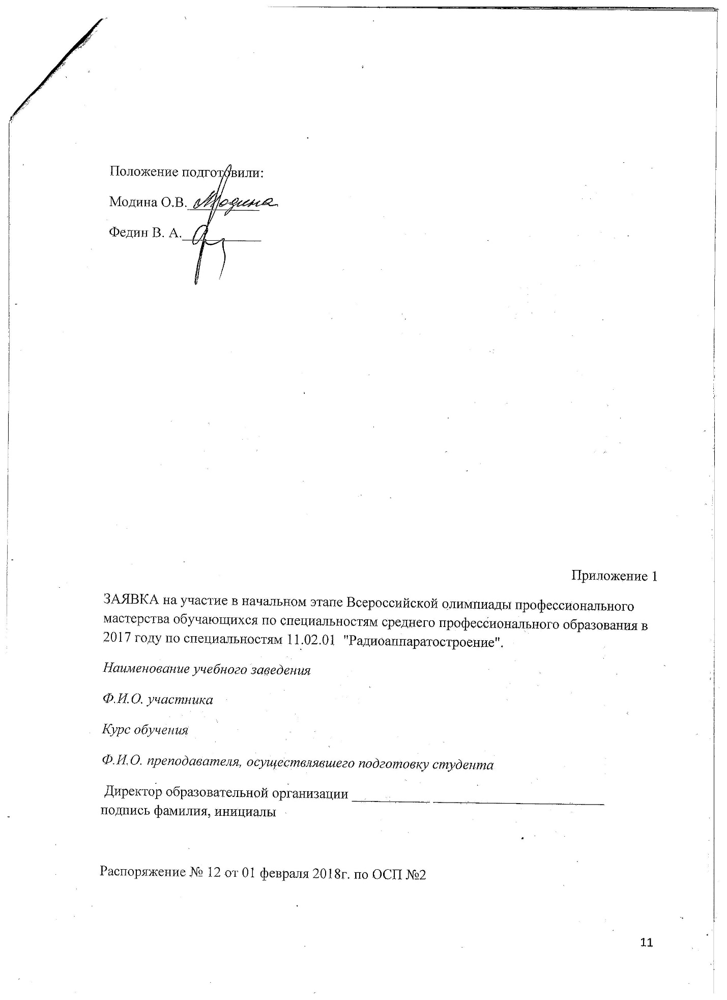 Положение подготовили:
Модина О.В. Модина
Федин В. А.
Приложение 1
ЗАЯВКА на участие в начальном этапе Всероссийской олимпиады профессионального
мастерства обучающихся по специальностям среднего профессионального образования в
2017 году по специальностям 11.02.01 "Радиоаппаратостроение".
Наименование учебного заведения
Ф.И.О. участника
Курс обучения
Ф.И.О. преподавателя, осуществлявшего подготовку студента
Директор образовательной организации ___________ ________________________
подпись фамилия, инициалы
Распоряжение № 12 от 01 февраля 2018г. по ОСП №2
11